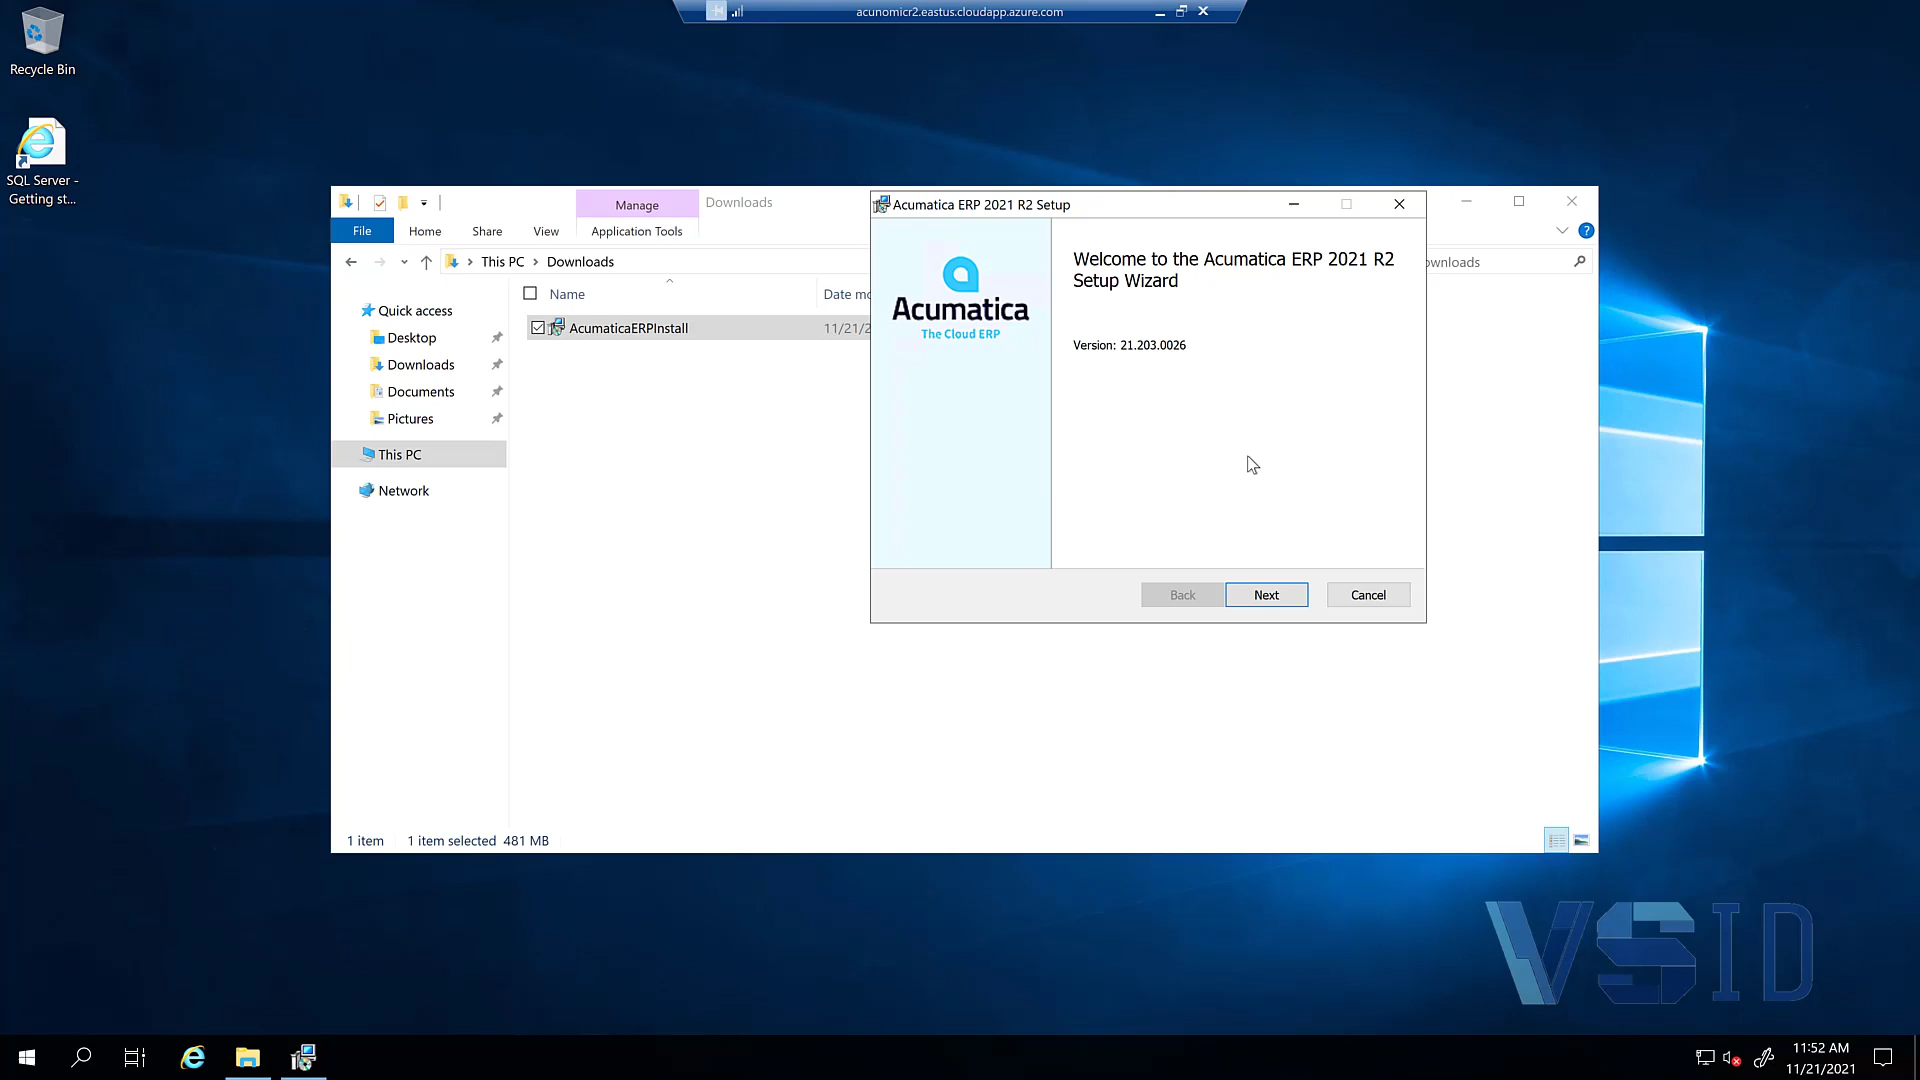 acunomicr2.eastus.cloudapp.azure.com
Recycle Bin
SQL Server -
Getting st...
Manage
Downloads
File
Home
Share
View
Application Tools
This PC
Downloads
Name
Date mo
Quick access
Desktop
Downloads
Documents
Pictures
This PC
Network
AcumaticaERPInstall
11/21/2
Acumatica ERP 2021 R2 Setup
Acumatica
The Cloud ERP
Welcome to the Acumatica ERP 2021 R2
Setup Wizard
Version: 21.203.0026
Back
Next
Cancel
wnloads
1 item
1 item selected 481 MB
VSID
11:52 AM
11/21/2021